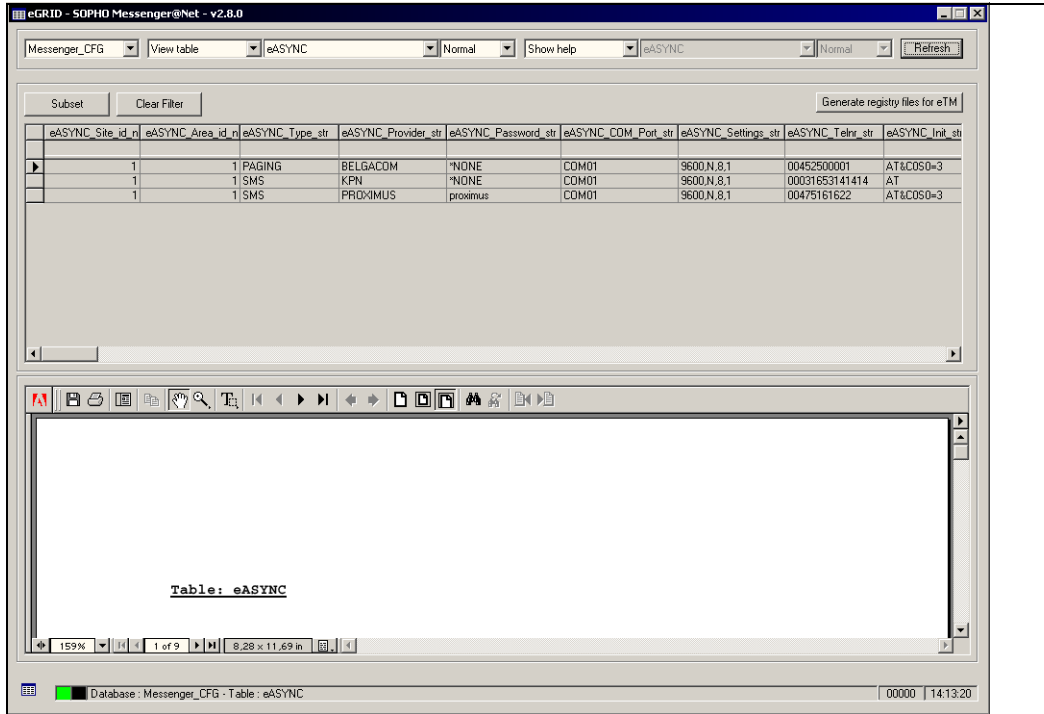 eGRID - SOPHO Messenger@Net - v2.8.0
Messenger_CFG View table eASYNC Normal Show help eASYNC Normal Refresh
Subset Clear Filter Generate registry files for eTM
eASYNC_Site_id_n eASYNC_Area_id_n eASYNC_Type_str eASYNC_Provider_str eASYNC_Password_str eASYNC_COM_Port_str eASYNC_Settings_str eASYNC_Telnr_str eASYNC_Init_str
1 1 PAGING BELGACOM *NONE COM01 9600,N,8,1 00452500001 AT&C0S0=3
1 1 SMS KPN *NONE COM01 9600,N,8,1 00031653141414 AT
1 1 SMS PROXIMUS proximus COM01 9600,N,8,1 00475161622 AT&C0S0=3
Table: eASYNC
159% 1 of 9 8,28 x 11,69 in
Database : Messenger_CFG - Table : eASYNC 00000 14:13:20